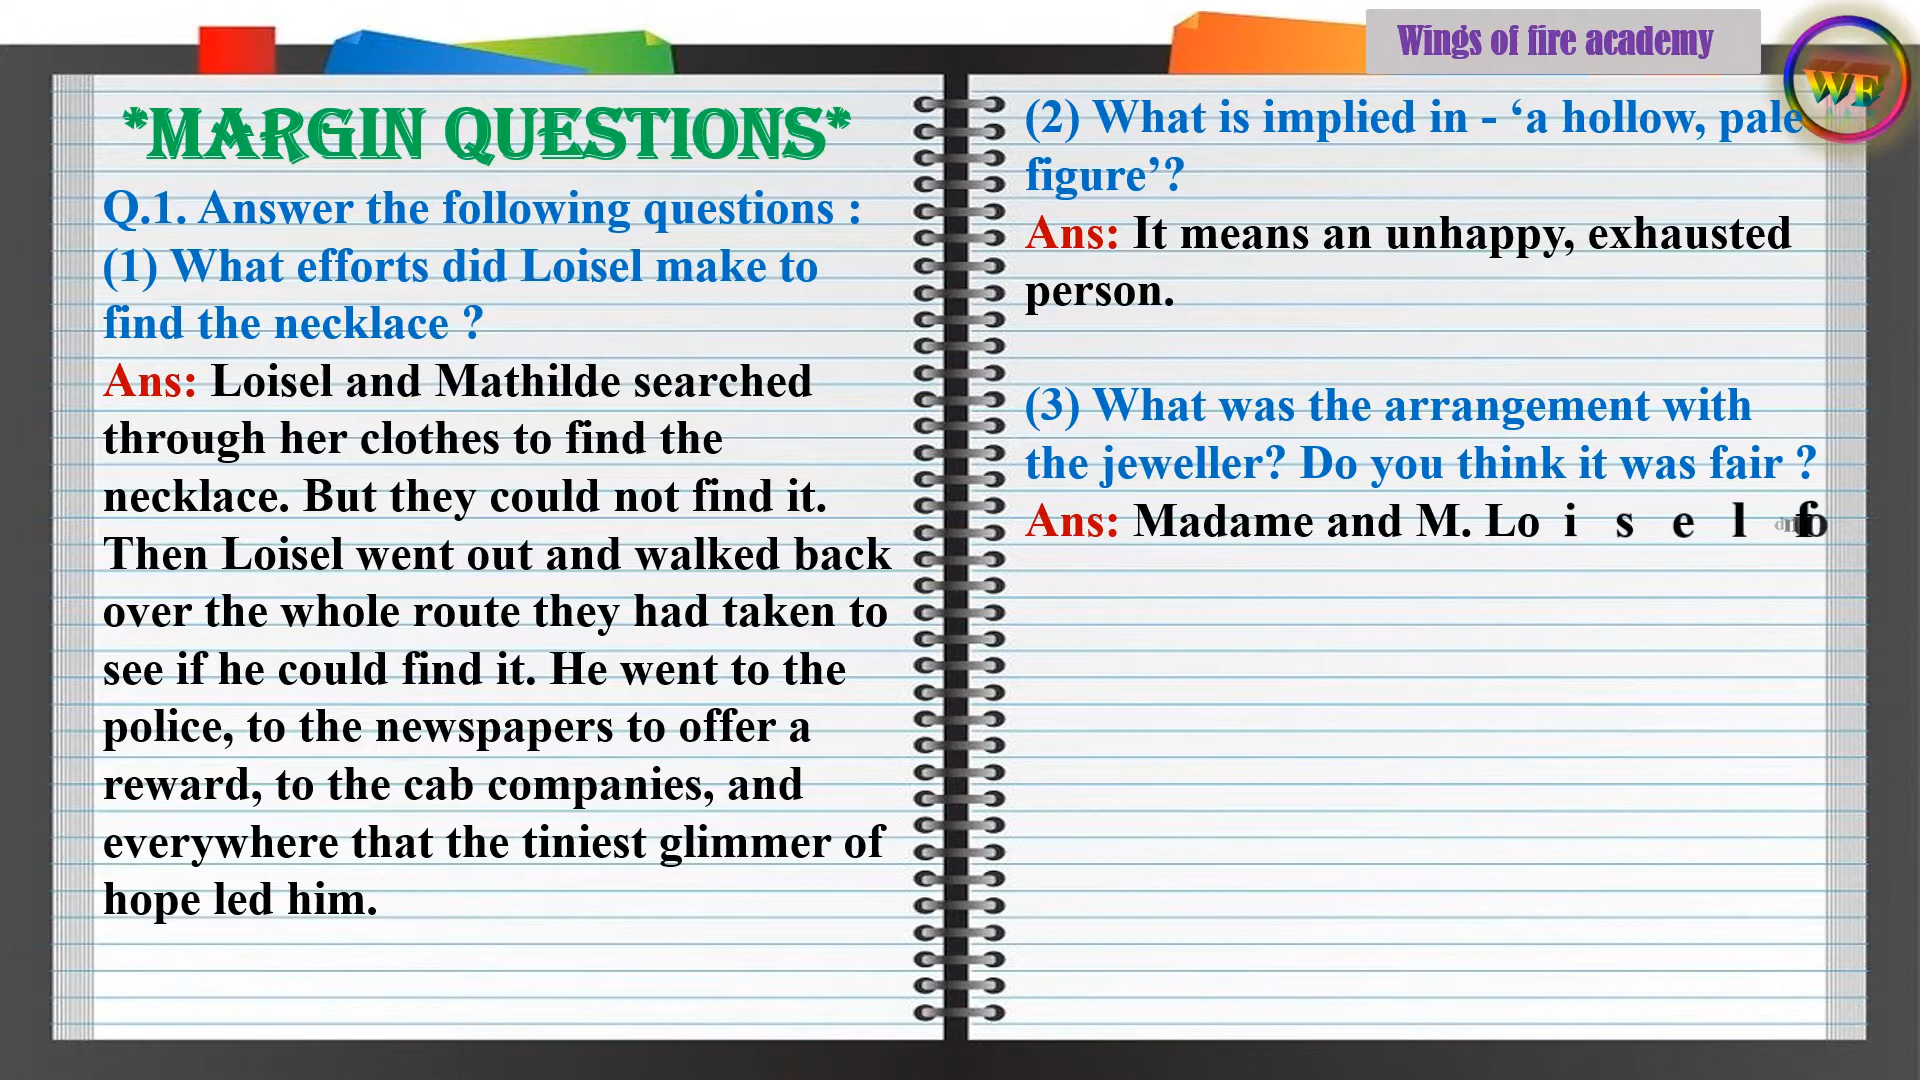 Wings of fire academy
WF
*MARGIN QUESTIONS*
Q.1. Answer the following questions :
(1) What efforts did Loisel make to
find the necklace ?
Ans: Loisel and Mathilde searched
through her clothes to find the
necklace. But they could not find it.
Then Loisel went out and walked back
over the whole route they had taken to
see if he could find it. He went to the
police, to the newspapers to offer a
reward, to the cab companies, and
everywhere that the tiniest glimmer of
hope led him.
(2) What is implied in - ‘a hollow, pale
figure’?
Ans: It means an unhappy, exhausted
person.
(3) What was the arrangement with
the jeweller? Do you think it was fair ?
Ans: Madame and M. Loisel